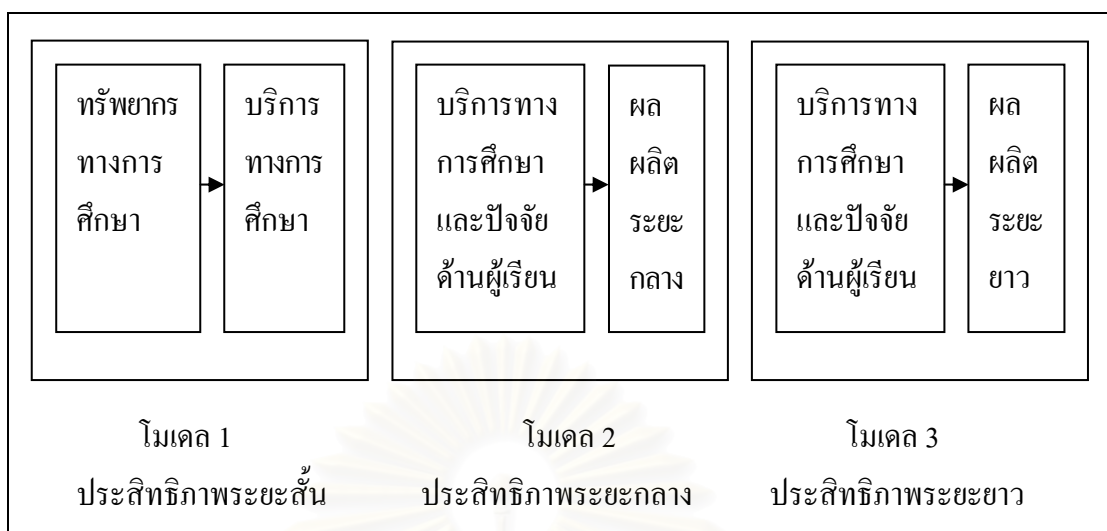 ทรัพยากร
ทางการ
ศึกษา
บริการ
ทางการ
ศึกษา
บริการทาง
การศึกษา
และปัจจัย
ด้านผู้เรียน
ผล
ผลิต
ระยะ
กลาง
บริการทาง
การศึกษา
และปัจจัย
ด้านผู้เรียน
ผล
ผลิต
ระยะ
ยาว
โมเดล 1
โมเดล 2
โมเดล 3
ประสิทธิภาพระยะสั้น
ประสิทธิภาพระยะกลาง
ประสิทธิภาพระยะยาว